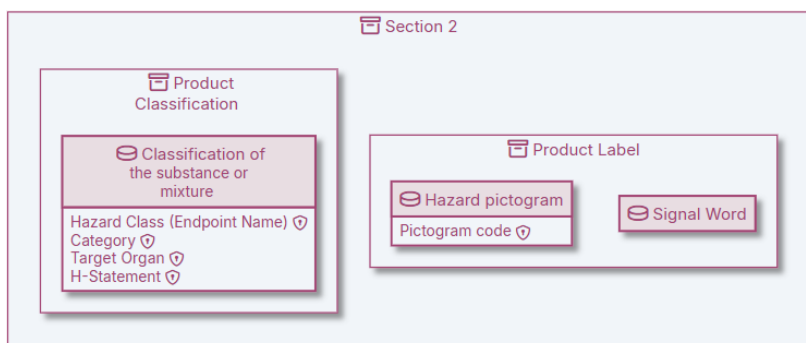 Section 2
Product
Classification
Classification of
the substance or
mixture
Hazard Class (Endpoint Name)
Category
Target Organ
H-Statement
Product Label
Hazard pictogram
Pictogram code
Signal Word